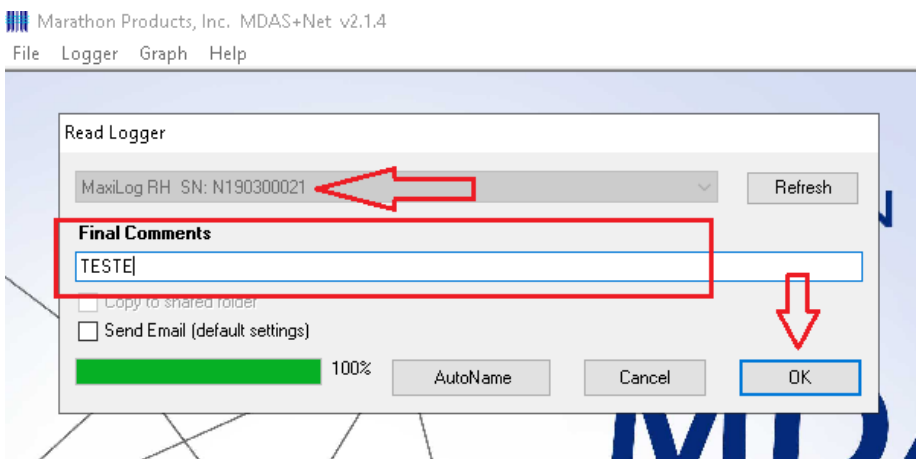 Marathon Products, Inc. MDAS+Net v2.1.4
File Logger Graph Help
Read Logger
MaxiLog RH SN: N190300021
Refresh
Final Comments
TESTE
Copy to shared folder
Send Email (default settings)
100%
AutoName
Cancel
OK